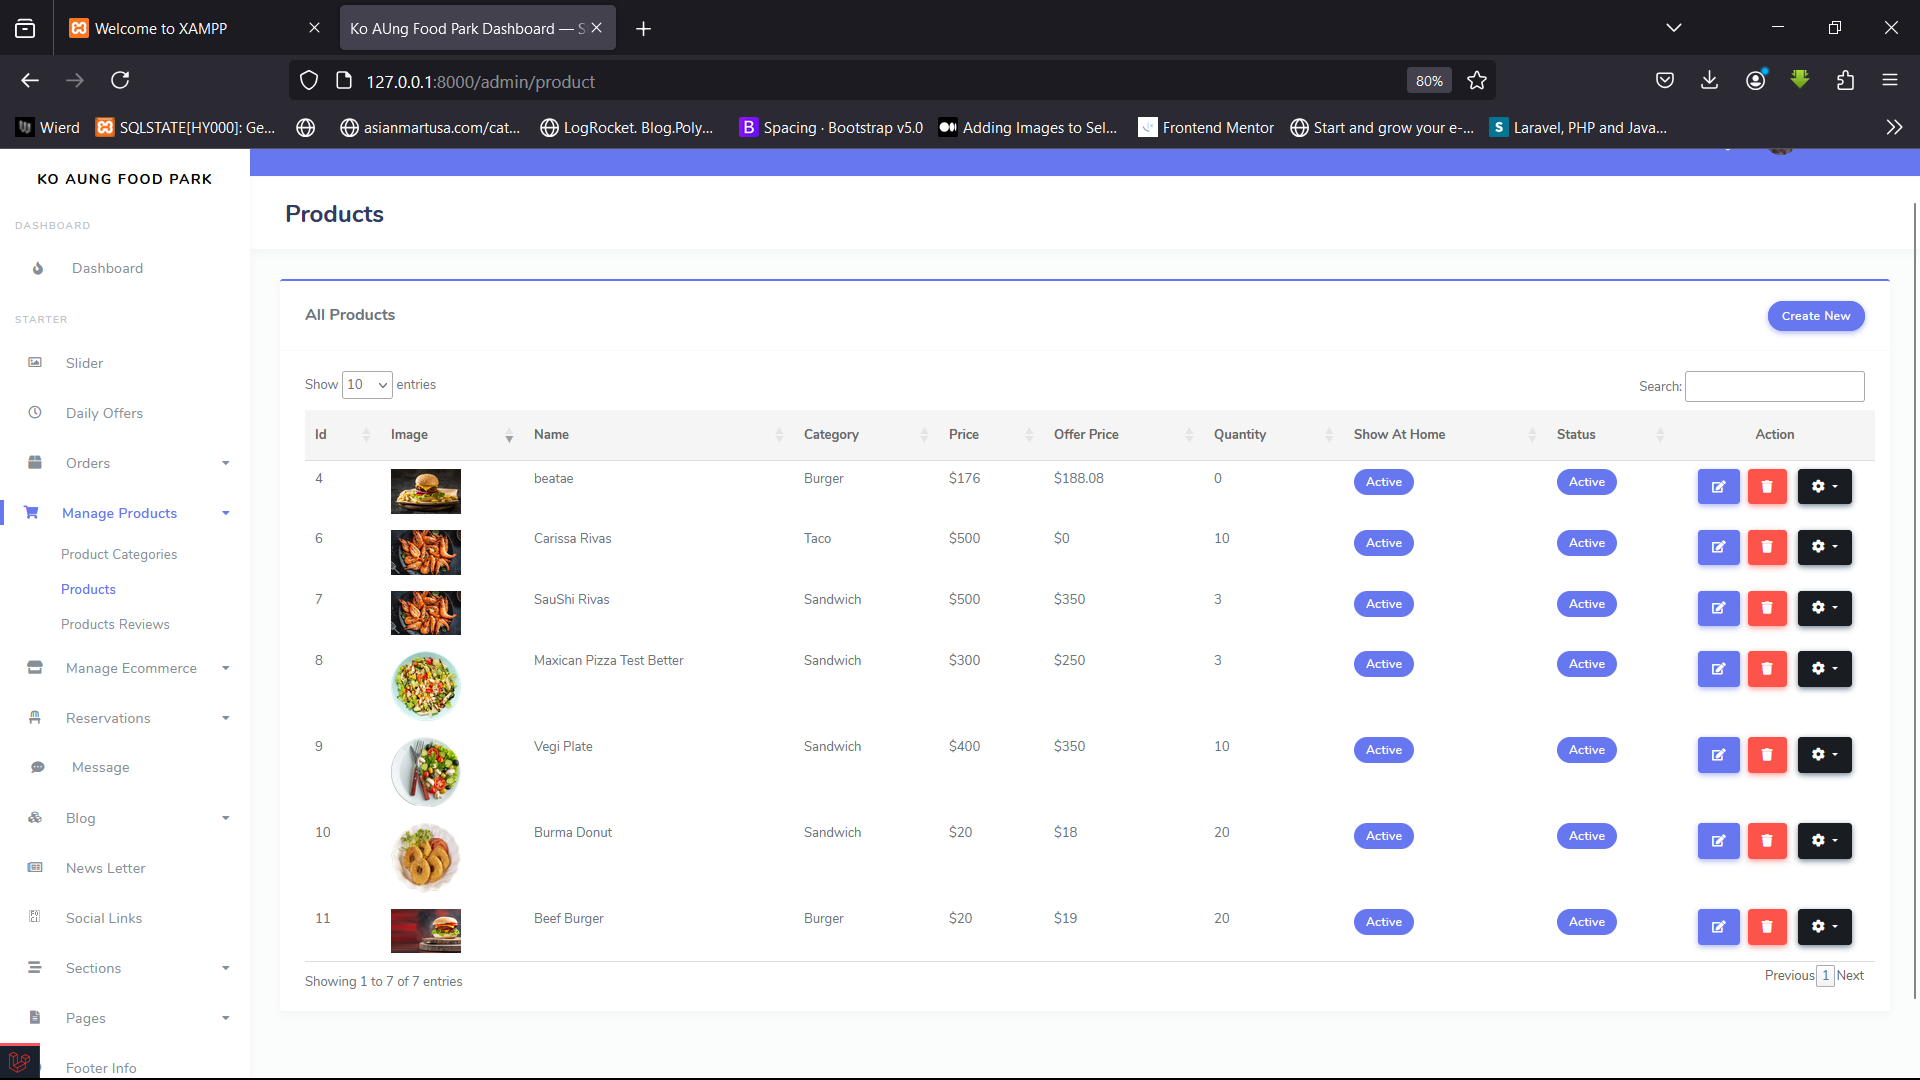 Welcome to XAMPP
Ko AUng Food Park Dashboard — S
127.0.0.1:8000/admin/product
80%
Wierd
SQLSTATE[HY000]: Ge...
asianmartusa.com/cat...
LogRocket. Blog.Poly...
B Spacing · Bootstrap v5.0
Adding Images to Sel...
Frontend Mentor
Start and grow your e-...
S Laravel, PHP and Java...
KO AUNG FOOD PARK
DASHBOARD
Dashboard
STARTER
Slider
Daily Offers
Orders
Manage Products
Product Categories
Products
Products Reviews
Manage Ecommerce
Reservations
Message
Blog
News Letter
Social Links
Sections
Pages
Footer Info
Products
All Products
Create New
Show 10 entries
Search:
Id Image Name Category Price Offer Price Quantity Show At Home Status Action
4 beatae Burger $176 $188.08 0 Active Active
6 Carissa Rivas Taco $500 $0 10 Active Active
7 SauShi Rivas Sandwich $500 $350 3 Active Active
8 Maxican Pizza Test Better Sandwich $300 $250 3 Active Active
9 Vegi Plate Sandwich $400 $350 10 Active Active
10 Burma Donut Sandwich $20 $18 20 Active Active
11 Beef Burger Burger $20 $19 20 Active Active
Showing 1 to 7 of 7 entries
Previous 1 Next